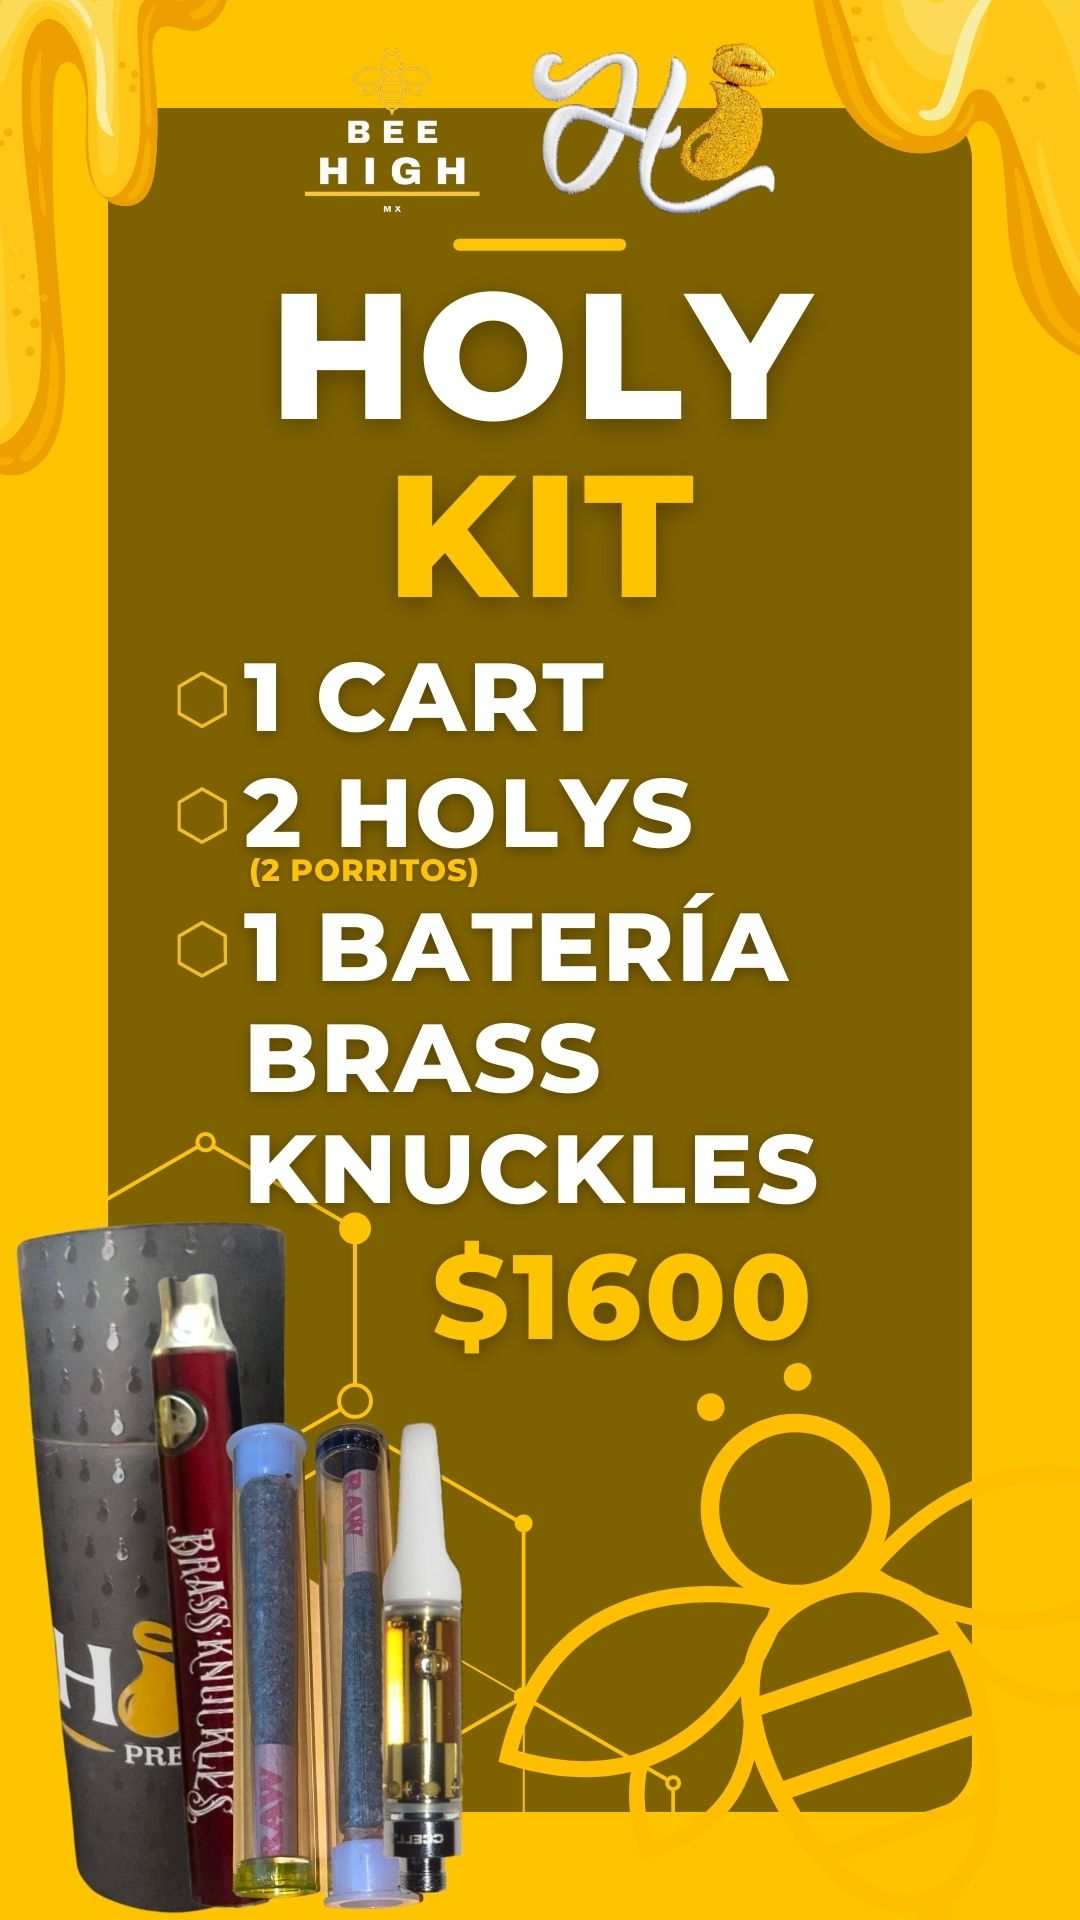 BEE
HIGH
MX
H
HOLY
KIT
1 CART
2 HOLYS
(2 PORRITOS)
1 BATERÍA
BRASS
KNUCKLES
$1600
BRASS·KNUCKLES
RAW
RAW
H
PRE
CCELL